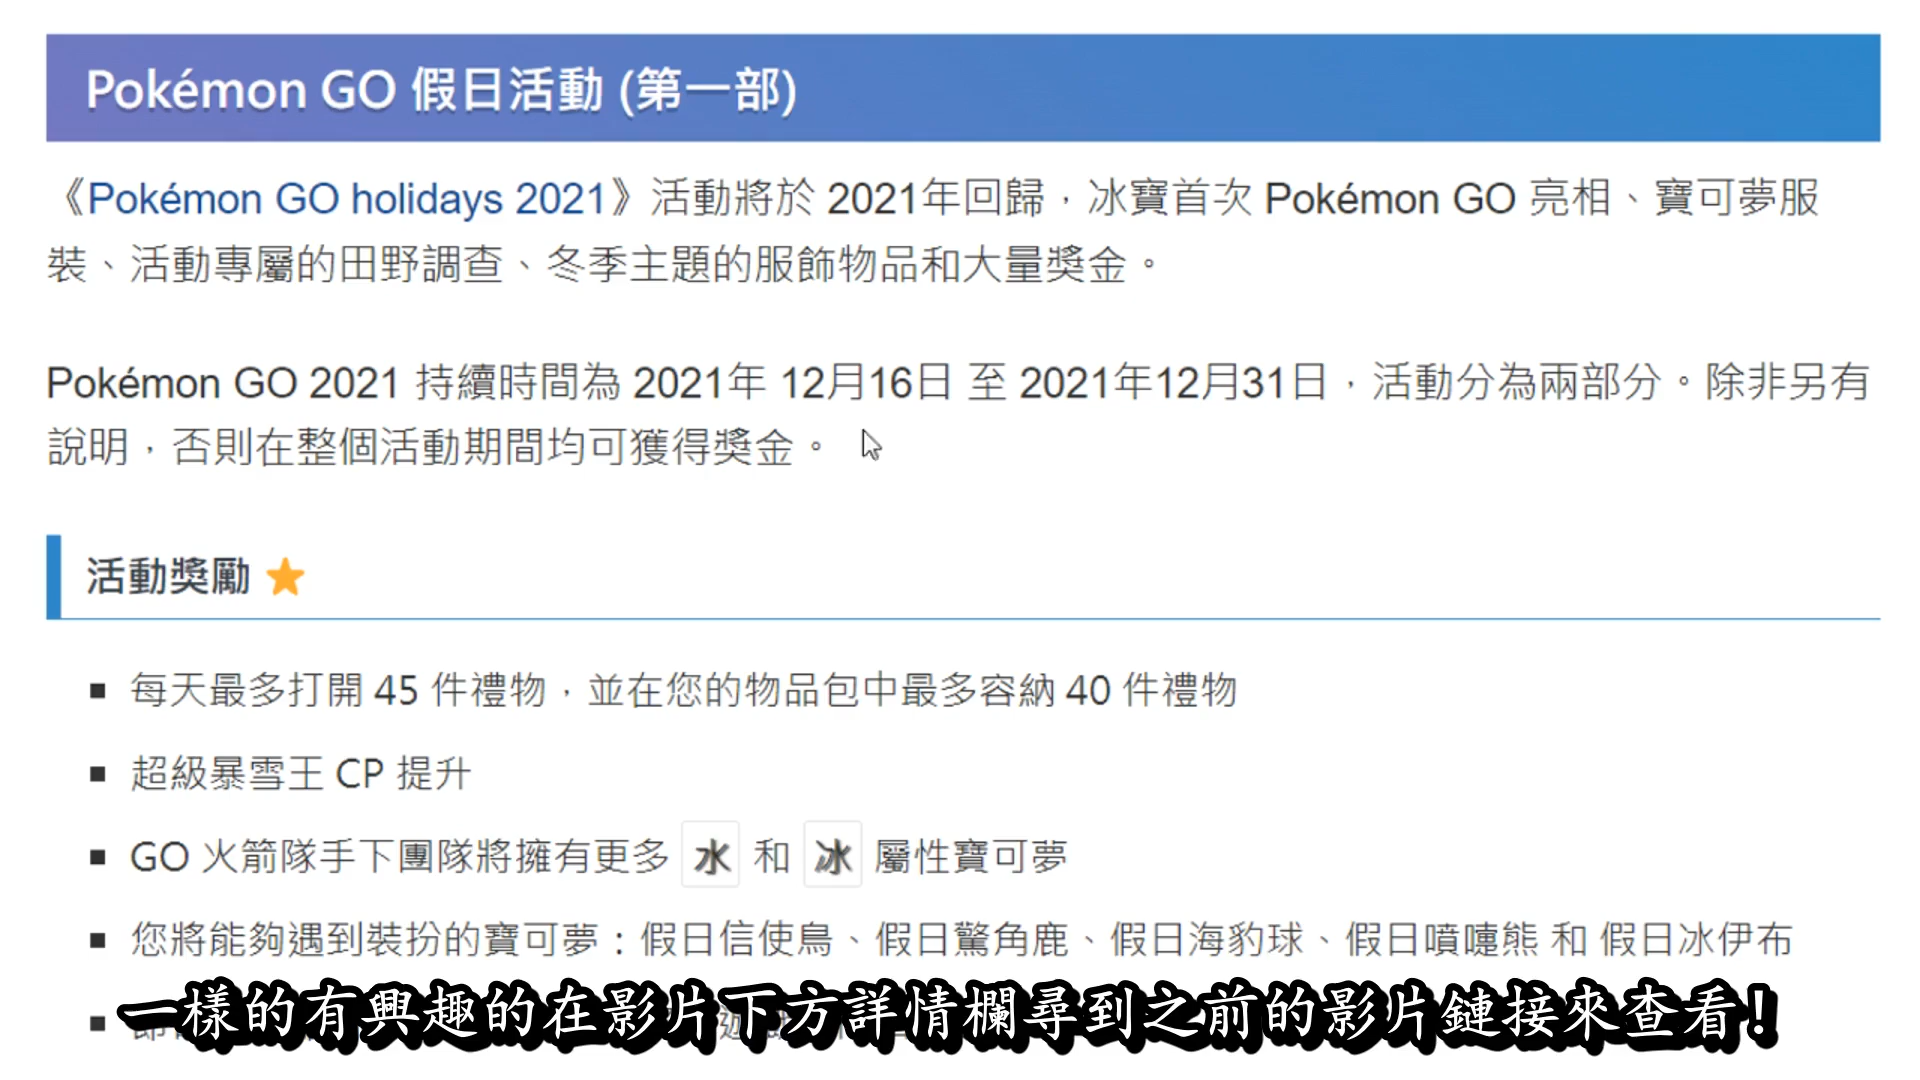 Pokémon GO 假日活動 (第一部)
《Pokémon GO holidays 2021》活動將於 2021年回歸，冰寶首次 Pokémon GO 亮相、寶可夢服
裝、活動專屬的田野調查、冬季主題的服飾物品和大量獎金。
Pokémon GO 2021 持續時間為 2021年 12月16日 至 2021年12月31日，活動分為兩部分。除非另有
說明，否則在整個活動期間均可獲得獎金。
活動獎勵
每天最多打開 45 件禮物，並在您的物品包中最多容納 40 件禮物
超級暴雪王 CP 提升
GO 火箭隊手下團隊將擁有更多 水 和 冰 屬性寶可夢
您將能夠遇到裝扮的寶可夢：假日信使鳥、假日驚角鹿、假日海豹球、假日噴嚏熊 和 假日冰伊布
一樣的有興趣的在影片下方詳情欄尋到之前的影片鏈接來查看!